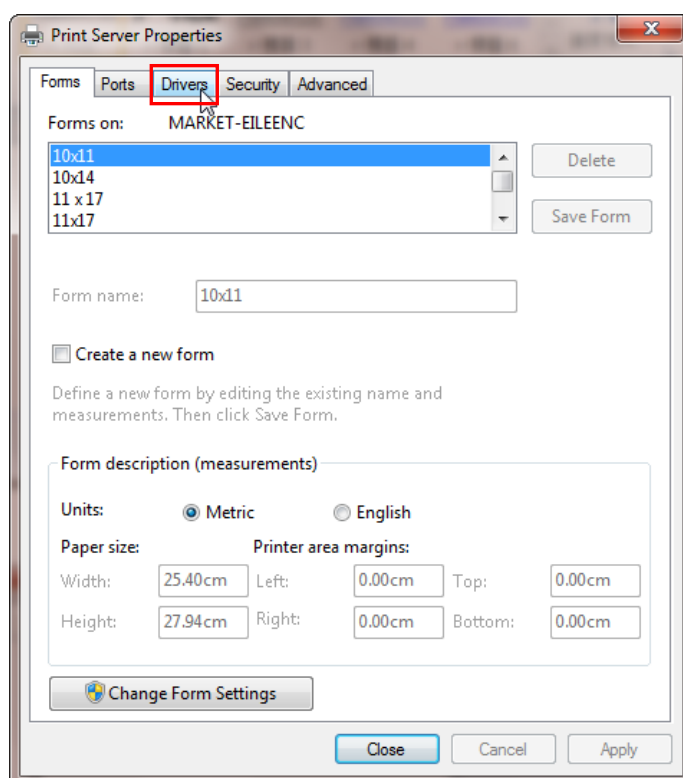 Print Server Properties
x
Forms Ports Drivers Security Advanced
Forms on: MARKET-EILEENC
10x11
10x14
11 x 17
11x17
Delete
Save Form
Form name: 10x11
Create a new form
Define a new form by editing the existing name and
measurements. Then click Save Form.
Form description (measurements)
Units: Metric English
Paper size: Printer area margins:
Width: 25.40cm Left: 0.00cm Top: 0.00cm
Height: 27.94cm Right: 0.00cm Bottom: 0.00cm
Change Form Settings
Close Cancel Apply